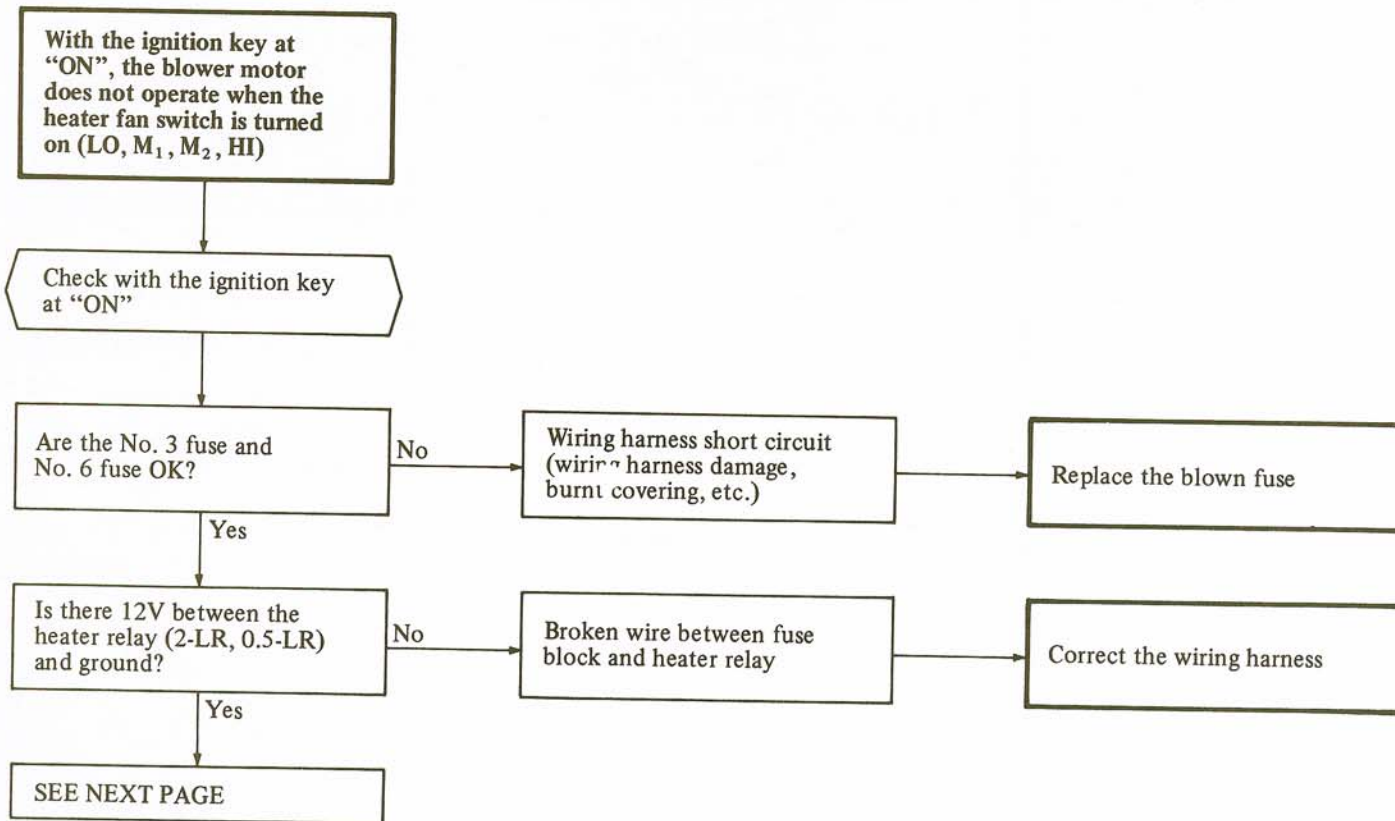 With the ignition key at
“ON”, the blower motor
does not operate when the
heater fan switch is turned
on (LO, M₁, M₂, HI)
Check with the ignition key
at “ON”
Are the No. 3 fuse and
No. 6 fuse OK?
No
Wiring harness short circuit
(wiring harness damage,
burnt covering, etc.)
Replace the blown fuse
Yes
Is there 12V between the
heater relay (2-LR, 0.5-LR)
and ground?
No
Broken wire between fuse
block and heater relay
Correct the wiring harness
Yes
SEE NEXT PAGE